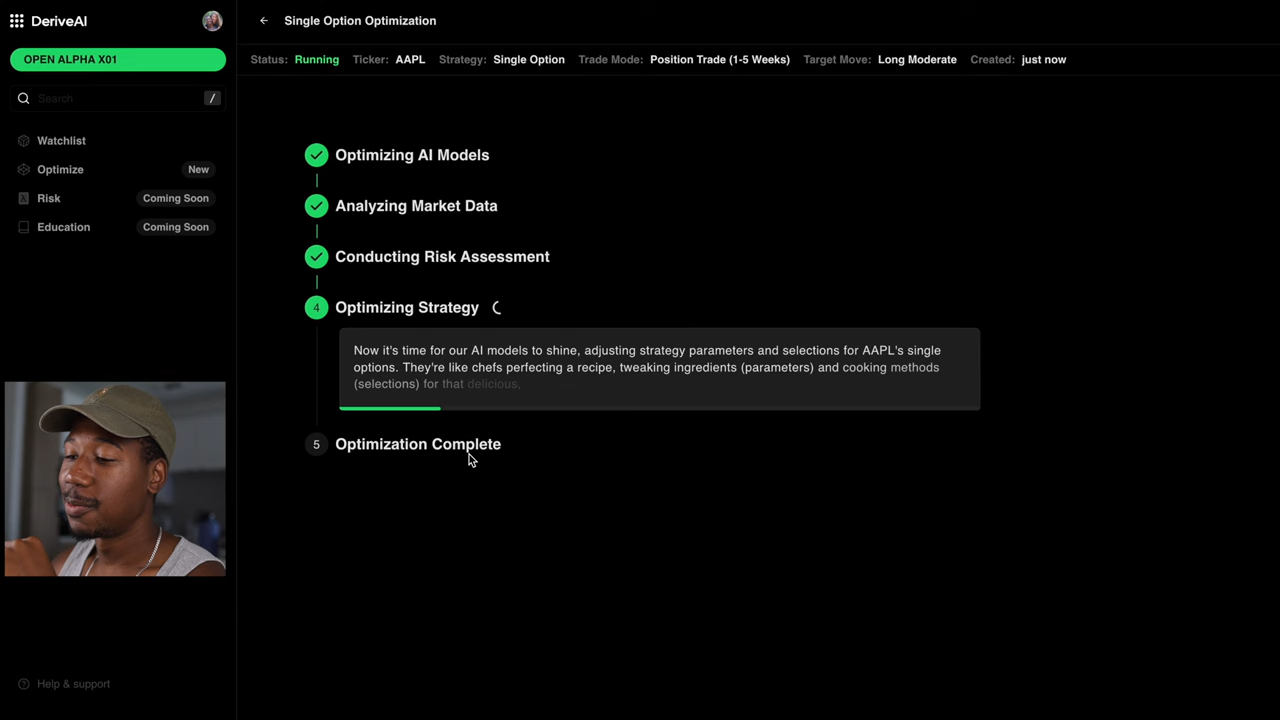 DeriveAI
Single Option Optimization
OPEN ALPHA X01
Status: Running Ticker: AAPL Strategy: Single Option Trade Mode: Position Trade (1-5 Weeks) Target Move: Long Moderate Created: just now
Search /
Watchlist
Optimize New
Risk Coming Soon
Education Coming Soon
Optimizing AI Models
Analyzing Market Data
Conducting Risk Assessment
4 Optimizing Strategy
Now it's time for our AI models to shine, adjusting strategy parameters and selections for AAPL's single
options. They're like chefs perfecting a recipe, tweaking ingredients (parameters) and cooking methods
(selections) for that delicious,
5 Optimization Complete
Help & support